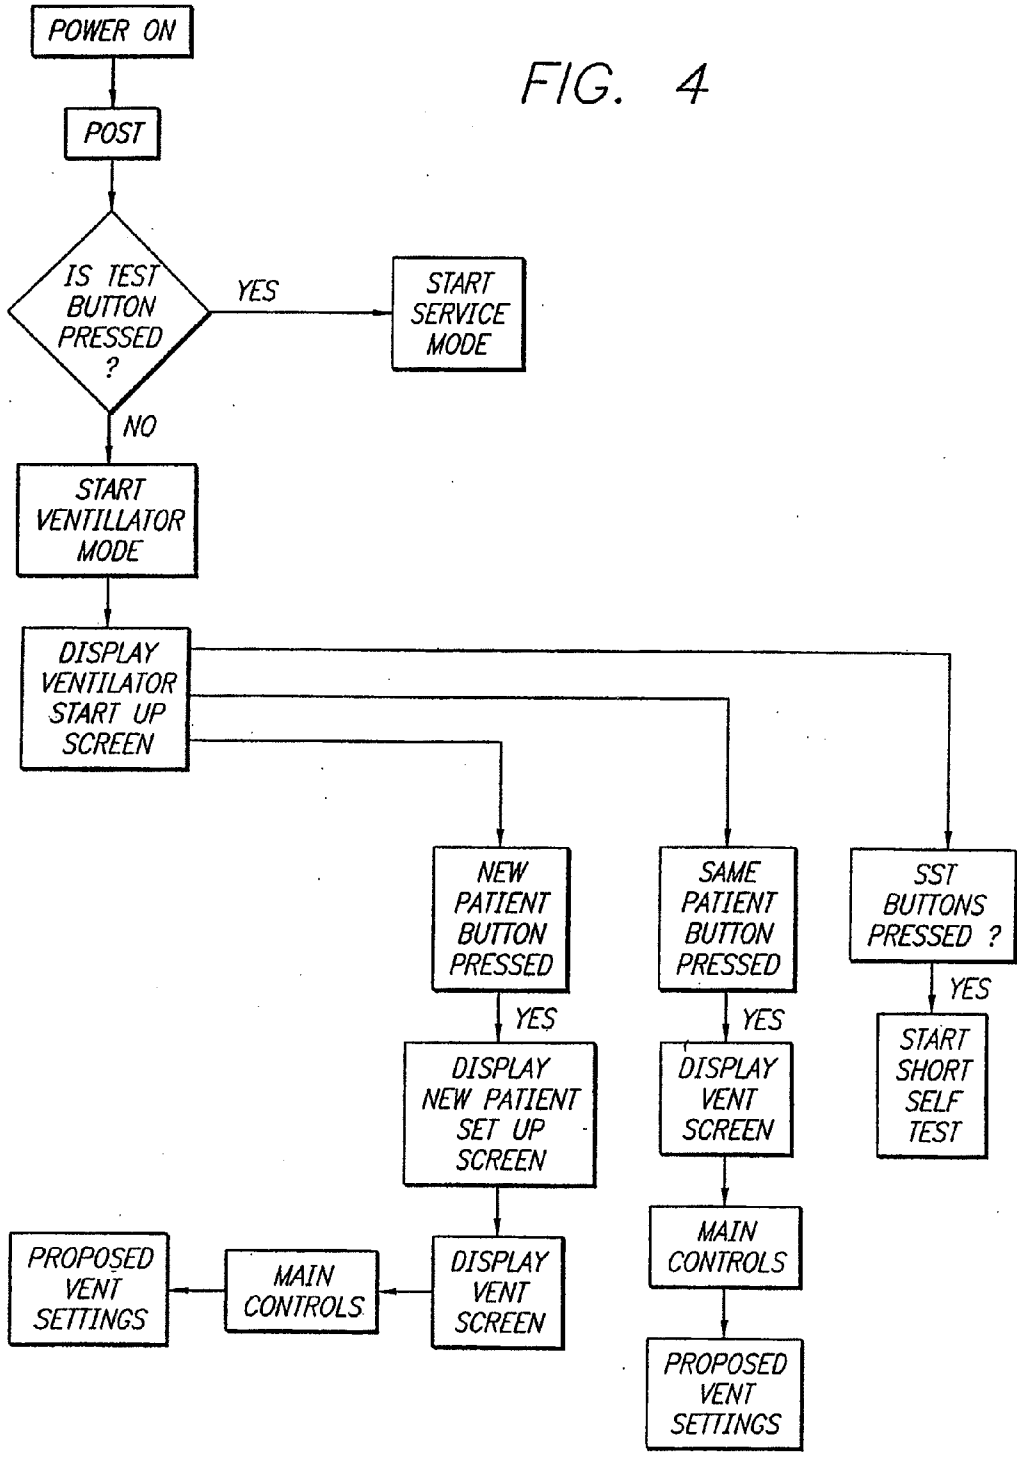 POWER ON
FIG. 4
POST
IS TEST
BUTTON
PRESSED
?
YES
START
SERVICE
MODE
NO
START
VENTILLATOR
MODE
DISPLAY
VENTILATOR
START UP
SCREEN
NEW
PATIENT
BUTTON
PRESSED
SAME
PATIENT
BUTTON
PRESSED
SST
BUTTONS
PRESSED ?
YES
YES
YES
DISPLAY
NEW PATIENT
SET UP
SCREEN
DISPLAY
VENT
SCREEN
START
SHORT
SELF
TEST
PROPOSED
VENT
SETTINGS
MAIN
CONTROLS
DISPLAY
VENT
SCREEN
MAIN
CONTROLS
PROPOSED
VENT
SETTINGS